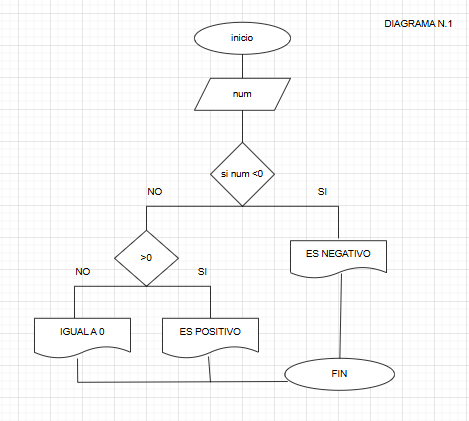 DIAGRAMA N.1
inicio
num
si num <0
NO
SI
>0
ES NEGATIVO
NO
SI
IGUAL A 0
ES POSITIVO
FIN